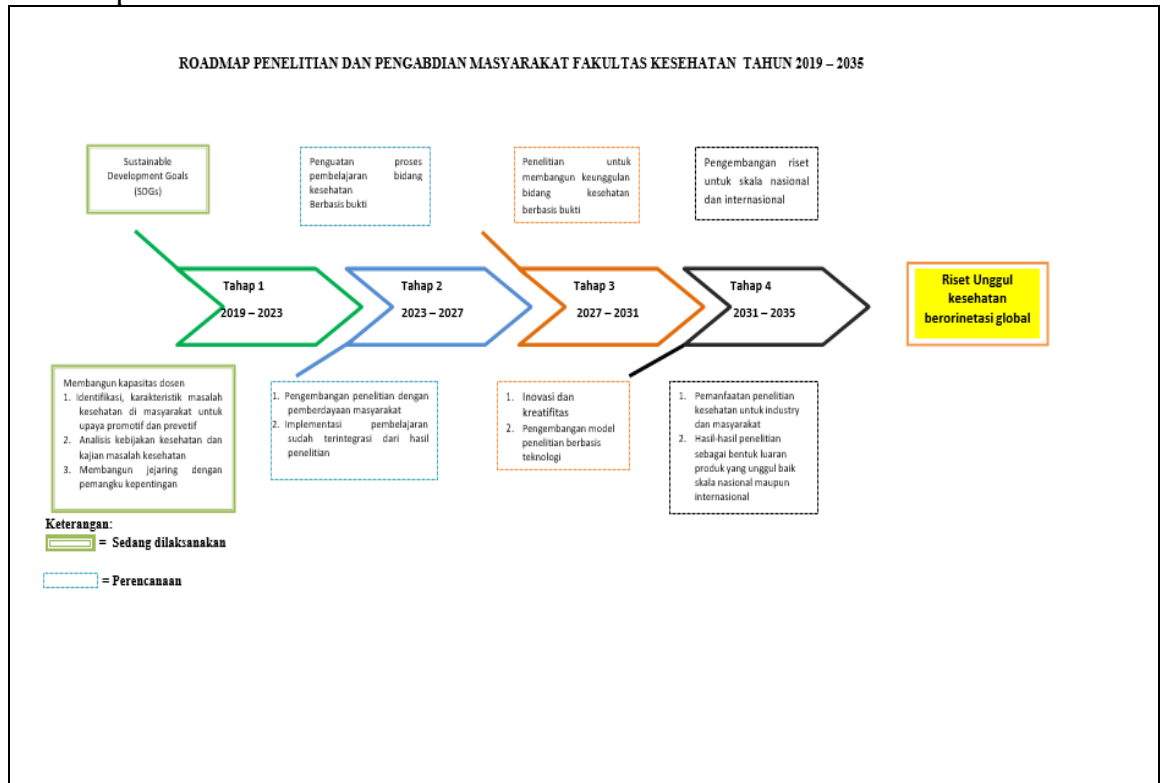 ROADMAP PENELITIAN DAN PENGABDIAN MASYARAKAT FAKULTAS KESEHATAN TAHUN 2019 – 2035
Sustainable
Development Goals
(SDGs)
Penguatan proses
pembelajaran bidang
kesehatan
Berbasis bukti
Penelitian untuk
membangun keunggulan
bidang kesehatan
berbasis bukti
Pengembangan riset
untuk skala nasional
dan internasional
Tahap 1
2019 – 2023
Tahap 2
2023 – 2027
Tahap 3
2027 – 2031
Tahap 4
2031 – 2035
Riset Unggul
kesehatan
berorinetasi global
Membangun kapasitas dosen
1. Identifikasi, karakteristik masalah
kesehatan di masyarakat untuk
upaya promotif dan prevetif
2. Analisis kebijakan kesehatan dan
kajian masalah kesehatan
3. Membangun jejaring dengan
pemangku kepentingan
1. Pengembangan penelitian dengan
pemberdayaan masyarakat
2. Implementasi pembelajaran
sudah terintegrasi dari hasil
penelitian
1. Inovasi dan
kreatifitas
2. Pengembangan model
penelitian berbasis
teknologi
1. Pemanfaatan penelitian
kesehatan untuk industry
dan masyarakat
2. Hasil-hasil penelitian
sebagai bentuk luaran
produk yang unggul baik
skala nasional maupun
internasional
Keterangan:
= Sedang dilaksanakan
= Perencanaan